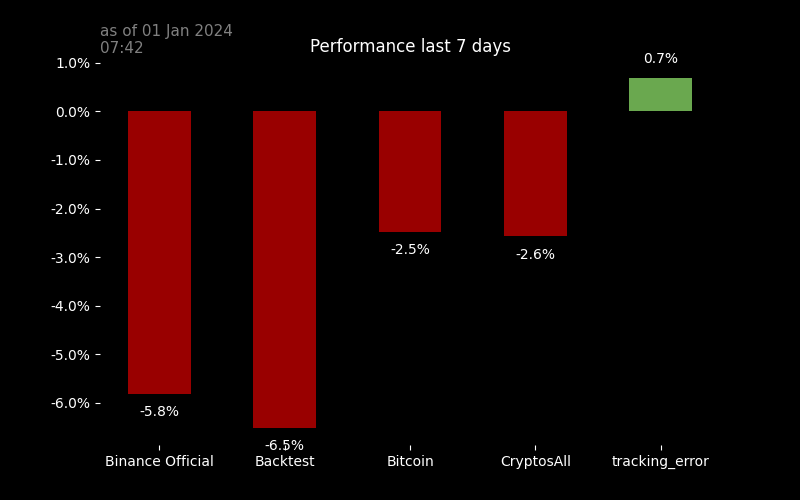 as of 01 Jan 2024
07:42
Performance last 7 days
1.0%
0.0%
-1.0%
-2.0%
-3.0%
-4.0%
-5.0%
-6.0%
0.7%
-2.5%
-2.6%
-5.8%
-6.5%
Binance Official
Backtest
Bitcoin
CryptosAll
tracking_error